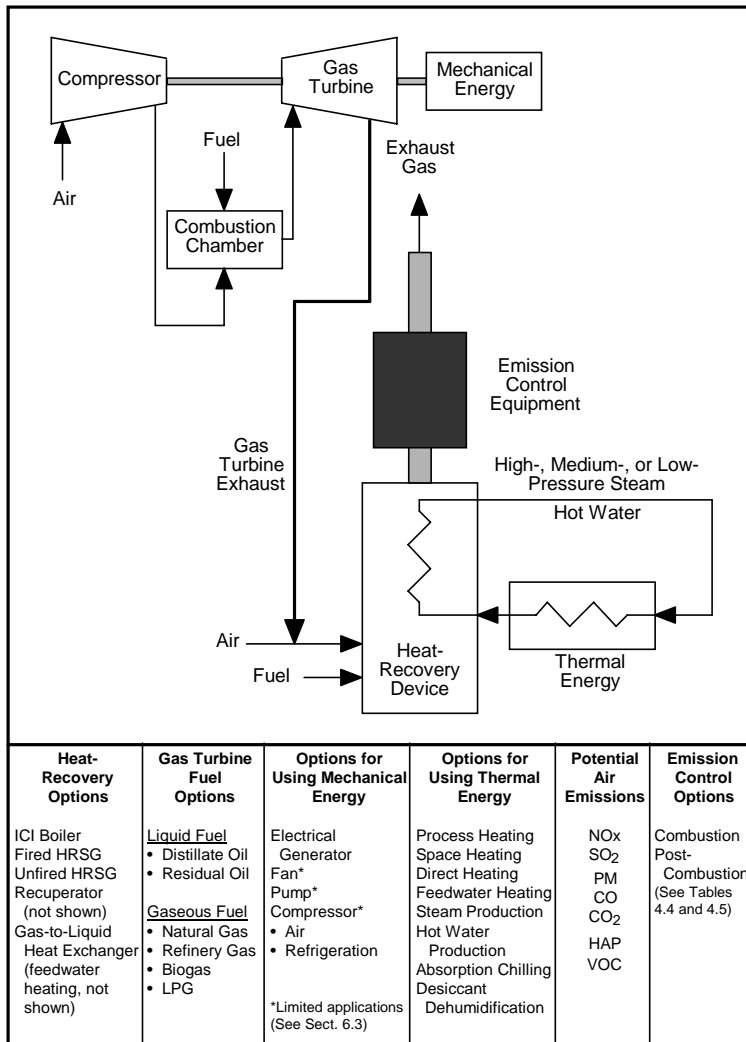 Compressor
Gas
Turbine
Mechanical
Energy
Air
Fuel
Combustion
Chamber
Exhaust
Gas
Emission
Control
Equipment
Gas
Turbine
Exhaust
High-, Medium-, or Low-
Pressure Steam
Hot Water
Air
Fuel
Heat-
Recovery
Device
Thermal
Energy
Heat-
Recovery
Options
ICI Boiler
Fired HRSG
Unfired HRSG
Recuperator
(not shown)
Gas-to-Liquid
Heat Exchanger
(feedwater
heating, not
shown)
Gas Turbine
Fuel
Options
Liquid Fuel
• Distillate Oil
• Residual Oil
Gaseous Fuel
• Natural Gas
• Refinery Gas
• Biogas
• LPG
Options for
Using Mechanical
Energy
Electrical
Generator
Fan*
Pump*
Compressor*
• Air
• Refrigeration
*Limited applications
(See Sect. 6.3)
Options for
Using Thermal
Energy
Process Heating
Space Heating
Direct Heating
Feedwater Heating
Steam Production
Hot Water
Production
Absorption Chilling
Desiccant
Dehumidification
Potential
Air
Emissions
NOx
SO2
PM
CO
CO2
HAP
VOC
Emission
Control
Options
Combustion
Post-
Combustion
(See Tables
4.4 and 4.5)